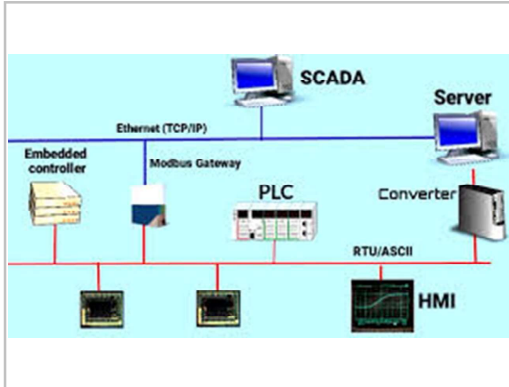 SCADA
Server
Ethernet (TCP/IP)
Embedded
controller
Modbus Gateway
PLC
Converter
RTU/ASCII
HMI